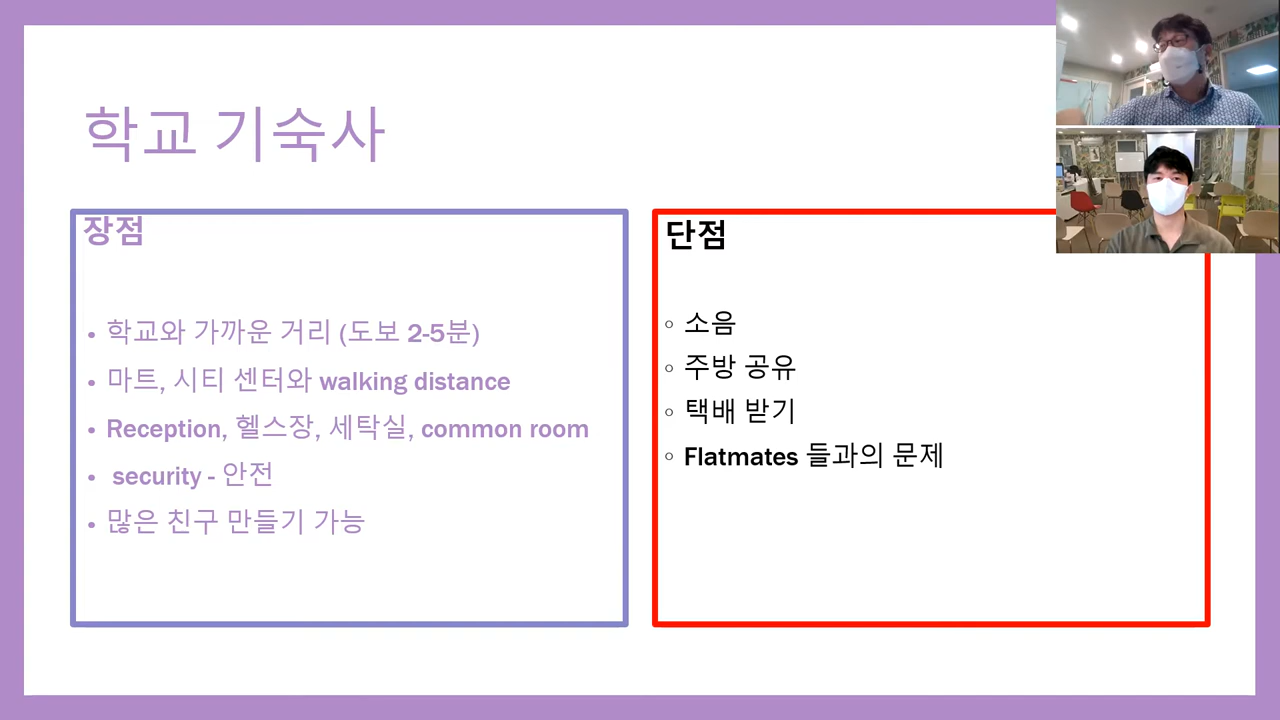 학교 기숙사
장점
• 학교와 가까운 거리 (도보 2-5분)
• 마트, 시티 센터와 walking distance
• Reception, 헬스장, 세탁실, common room
• security - 안전
• 많은 친구 만들기 가능
단점
○ 소음
○ 주방 공유
○ 택배 받기
○ Flatmates 들과의 문제